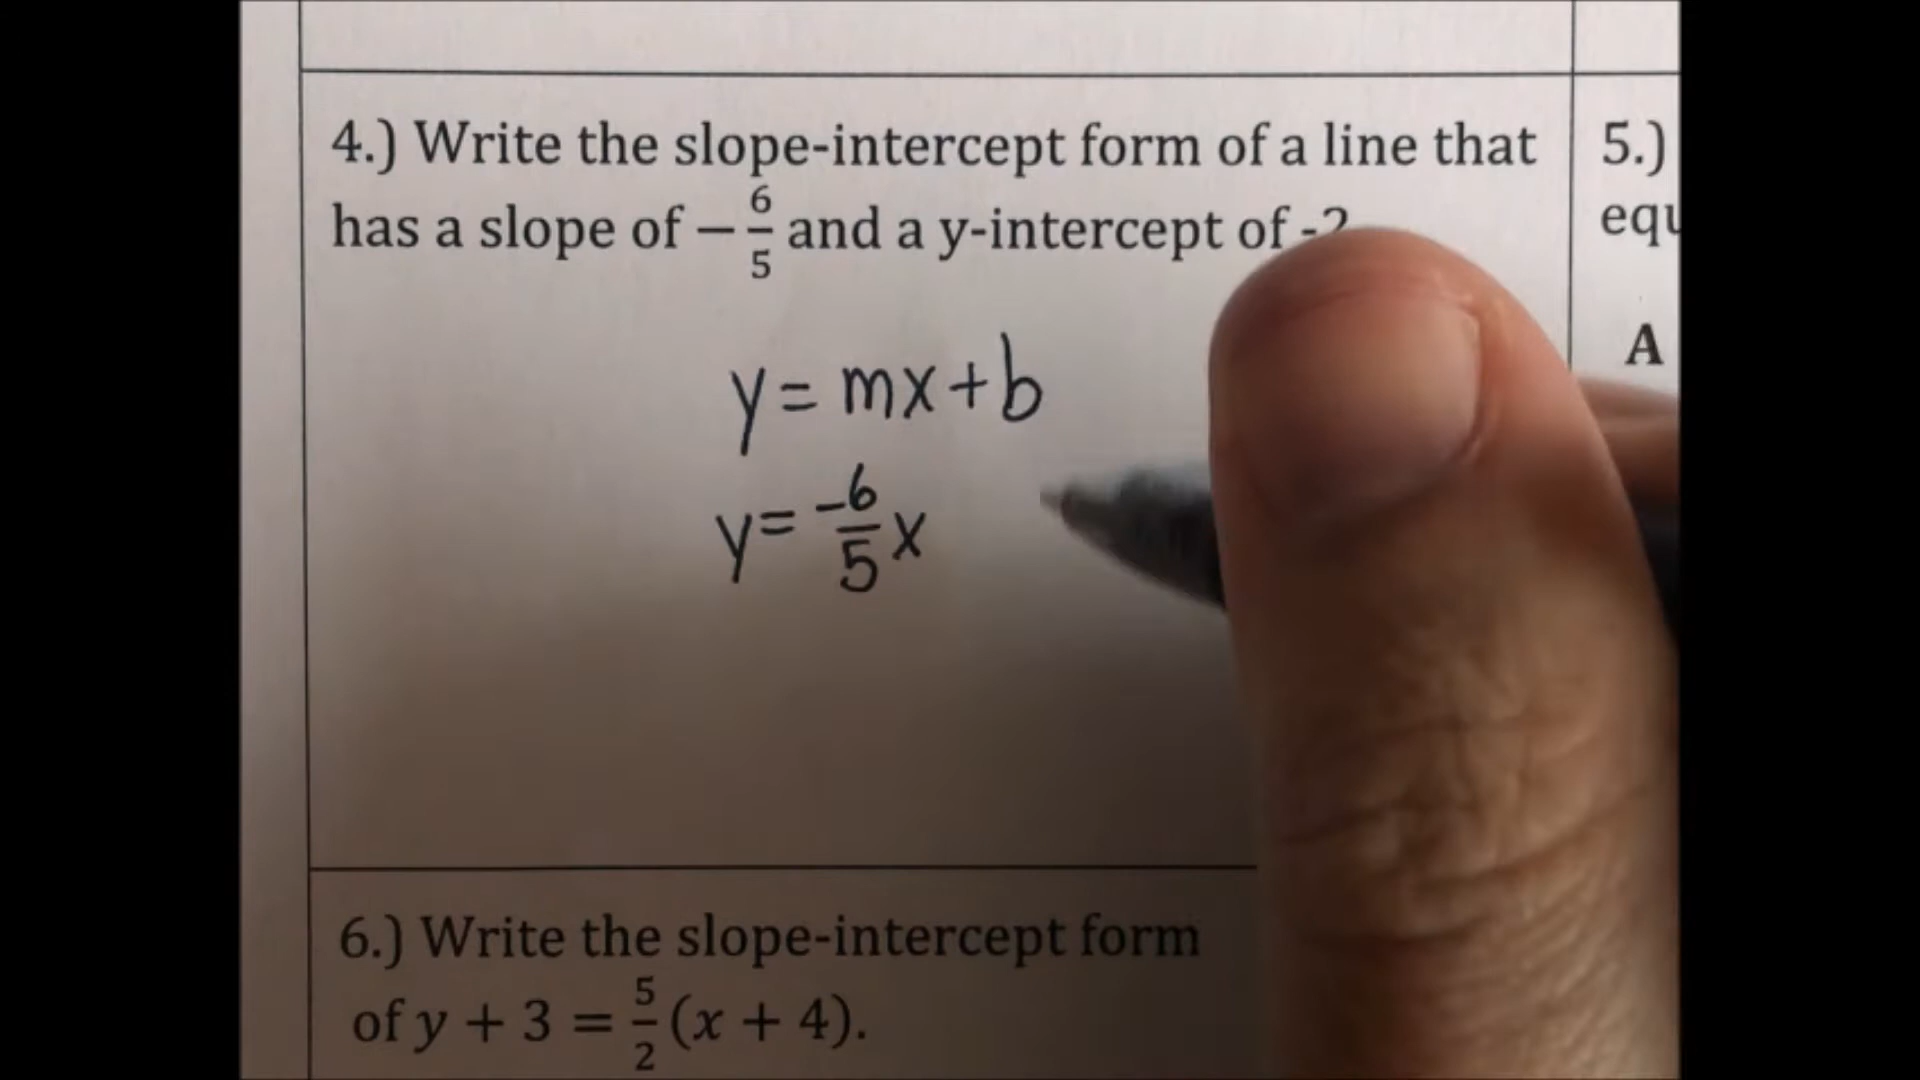 4.) Write the slope-intercept form of a line that
has a slope of −6/5 and a y-intercept of -2
y = mx + b
y = -6/5 x
5.)
equ
A
6.) Write the slope-intercept form
of y + 3 = 5/2 (x + 4).